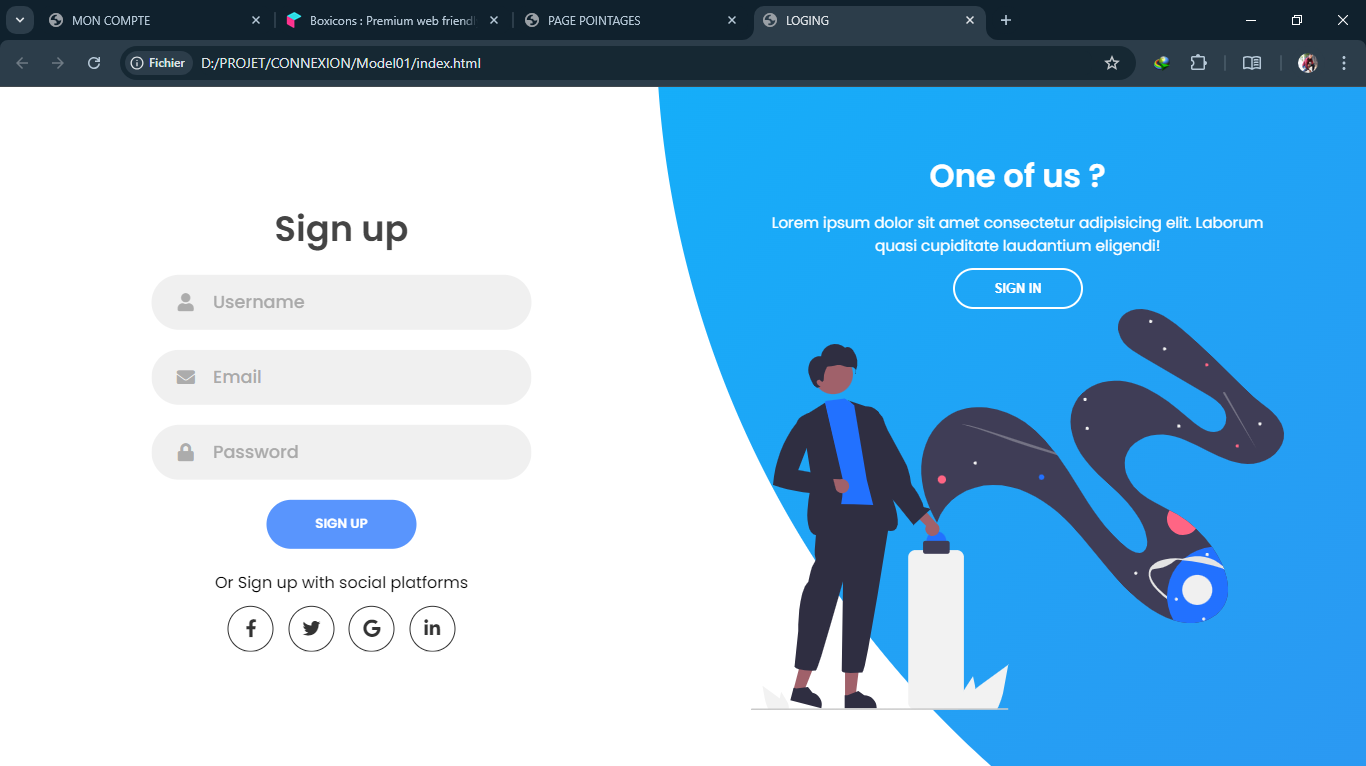 MON COMPTE
Boxicons : Premium web friendl
PAGE POINTAGES
LOGING
Fichier
D:/PROJET/CONNEXION/Model01/index.html
Sign up
Username
Email
Password
SIGN UP
Or Sign up with social platforms
One of us ?
Lorem ipsum dolor sit amet consectetur adipisicing elit. Laborum
quasi cupiditate laudantium eligendi!
SIGN IN